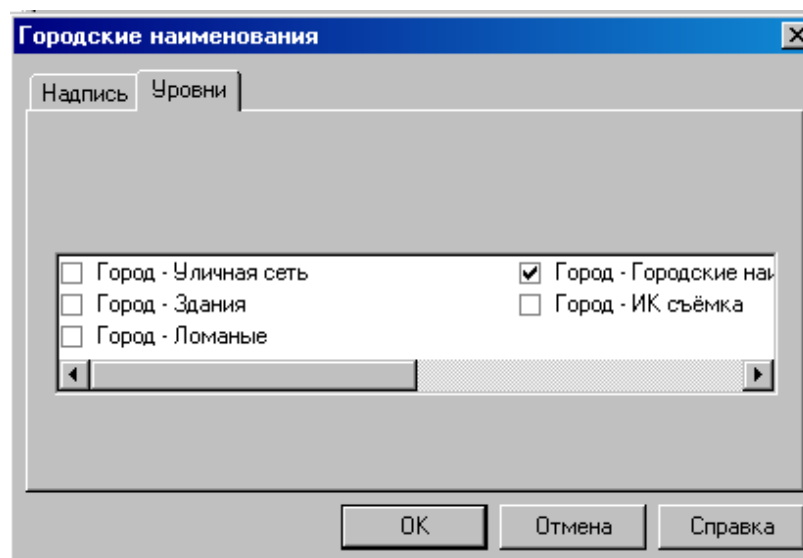 Городские наименования
Надпись Уровни
Город - Уличная сеть
Город - Здания
Город - Ломаные
Город - Городские наи
Город - ИК съёмка
OK Отмена Справка